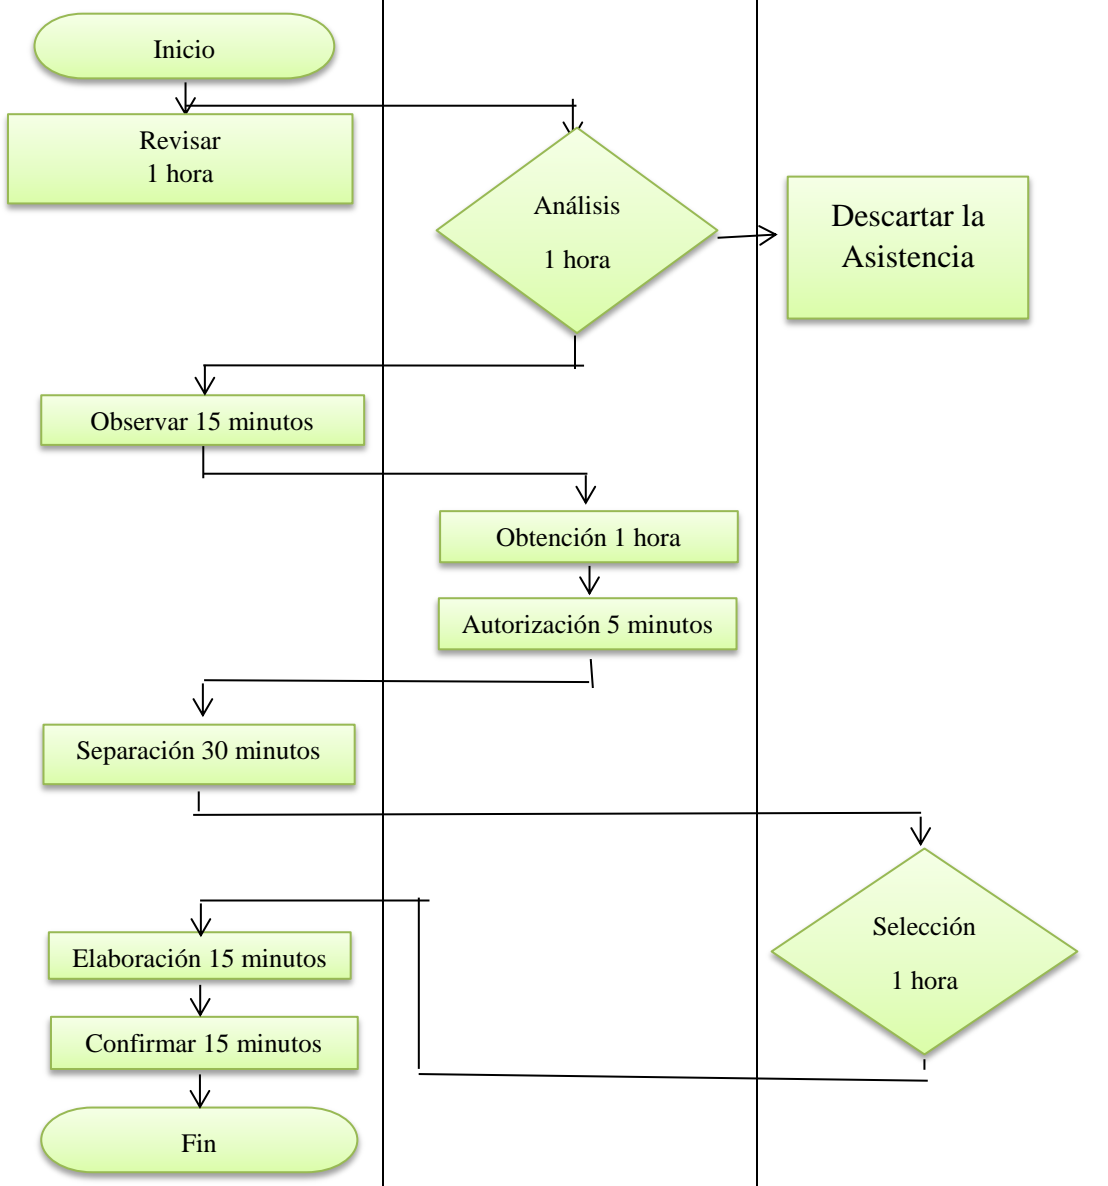 Inicio
Revisar
1 hora
Análisis
1 hora
Descartar la
Asistencia
Observar 15 minutos
Obtención 1 hora
Autorización 5 minutos
Separación 30 minutos
Selección
1 hora
Elaboración 15 minutos
Confirmar 15 minutos
Fin